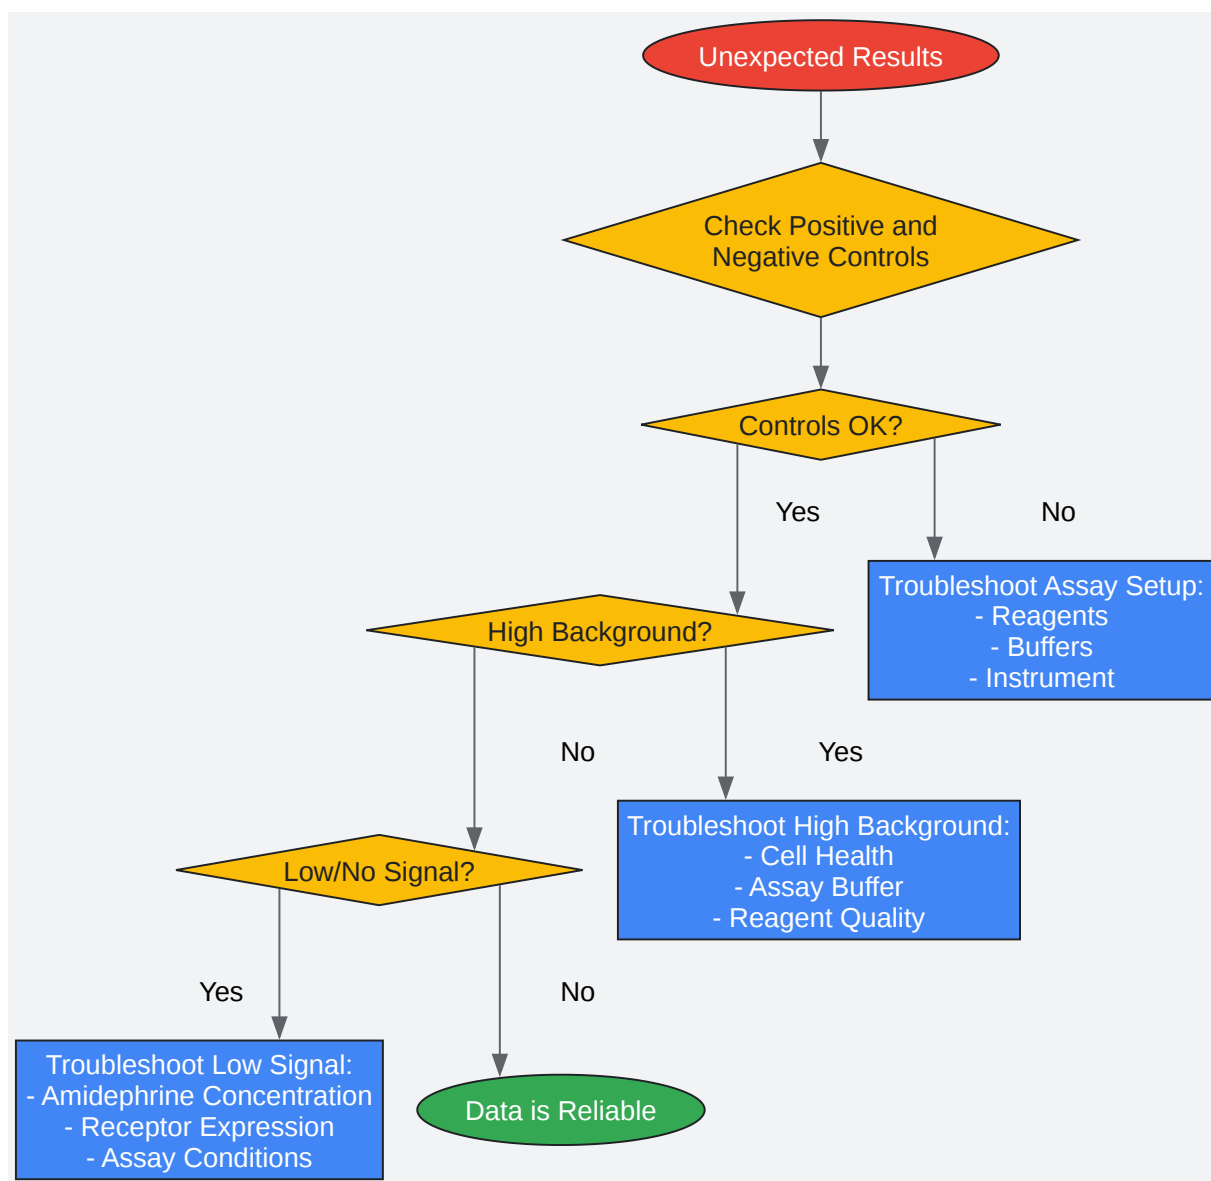 Unexpected Results
Check Positive and
Negative Controls
Controls OK?
Yes
No
Troubleshoot Assay Setup:
- Reagents
- Buffers
- Instrument
High Background?
No
Yes
Troubleshoot High Background:
- Cell Health
- Assay Buffer
- Reagent Quality
Low/No Signal?
Yes
No
Troubleshoot Low Signal:
- Amidephrine Concentration
- Receptor Expression
- Assay Conditions
Data is Reliable